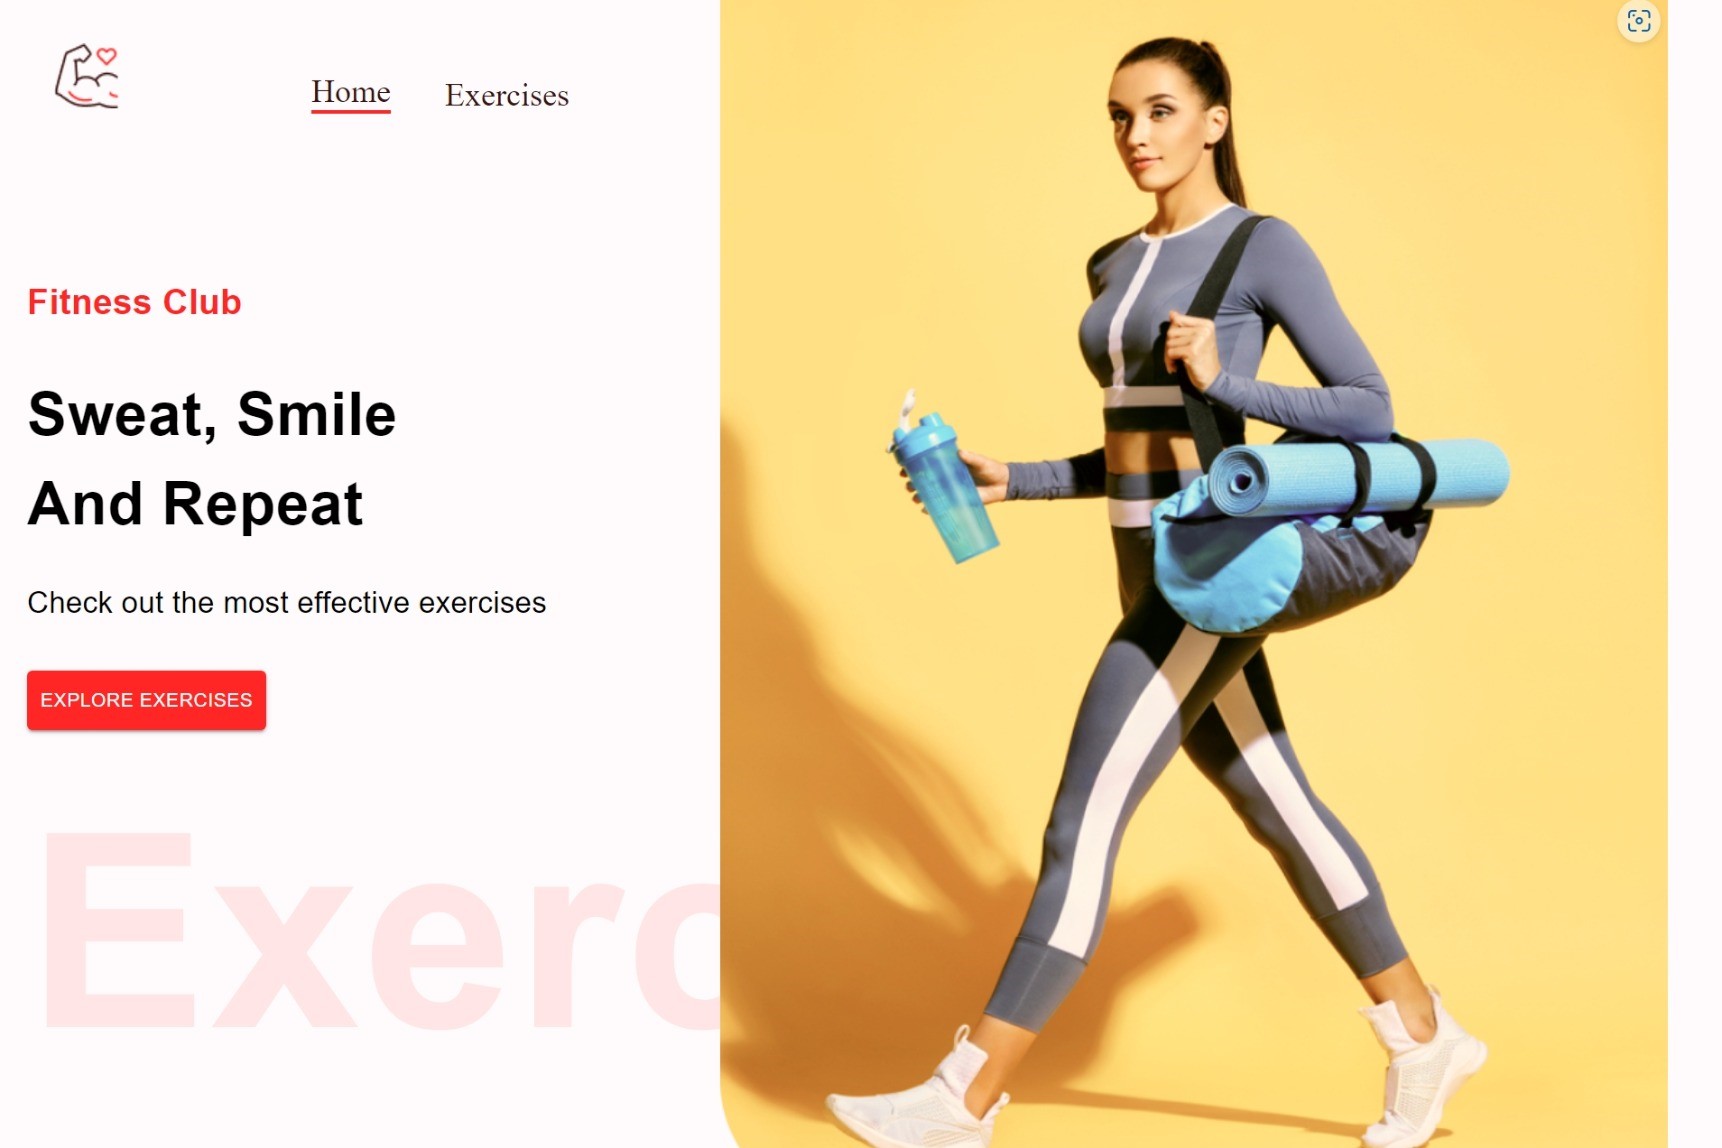 Home Exercises
Fitness Club
Sweat, Smile
And Repeat
Check out the most effective exercises
EXPLORE EXERCISES
Exerc